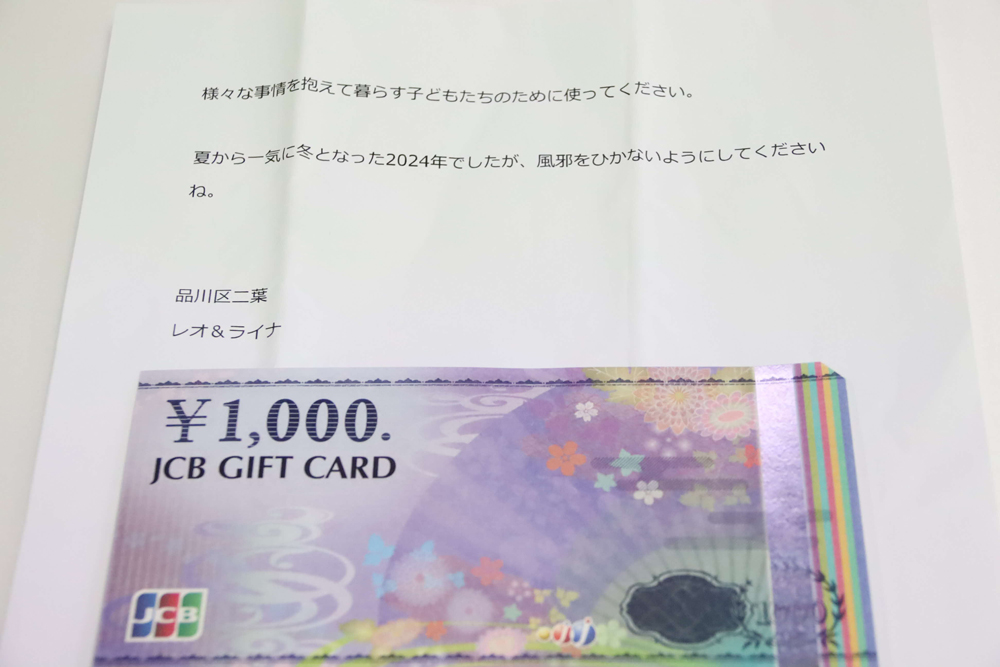 様々な事情を抱えて暮らす子どもたちのために使ってください。
夏から一気に冬となった2024年でしたが、風邪をひかないようにしてください
ね。
品川区二葉
レオ＆ライナ
¥1,000.
JCB GIFT CARD
JCB